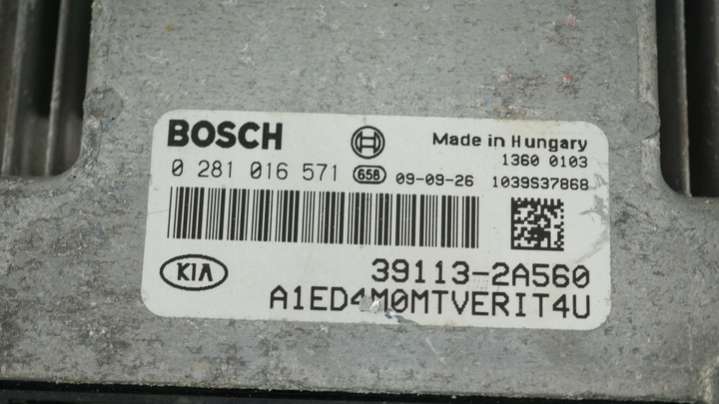 BOSCH
Made in Hungary
1360 0103
0 281 016 571 658 09-09-26 1039S37868
KIA 39113-2A560
A1ED4M0MTVERIT4U